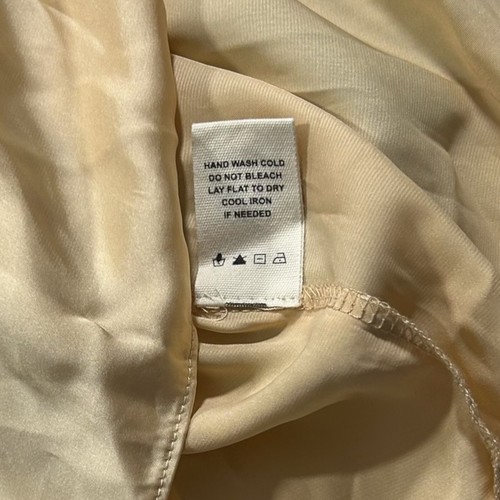 HAND WASH COLD
DO NOT BLEACH
LAY FLAT TO DRY
COOL IRON
IF NEEDED